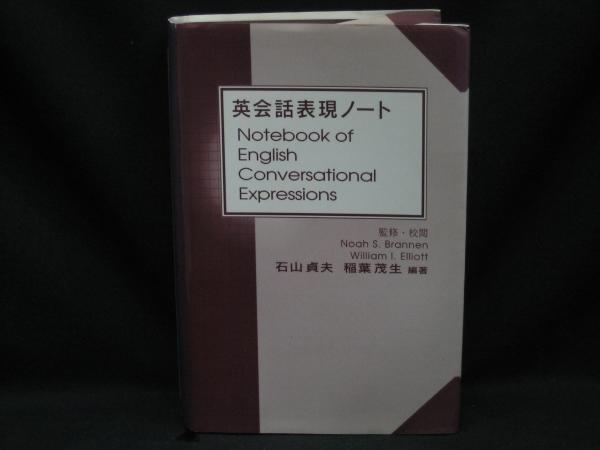 英会話表現ノート
Notebook of
English
Conversational
Expressions
監修・校閲
Noah S. Brannen
William I. Elliott
石山貞夫 稲葉茂生 編著